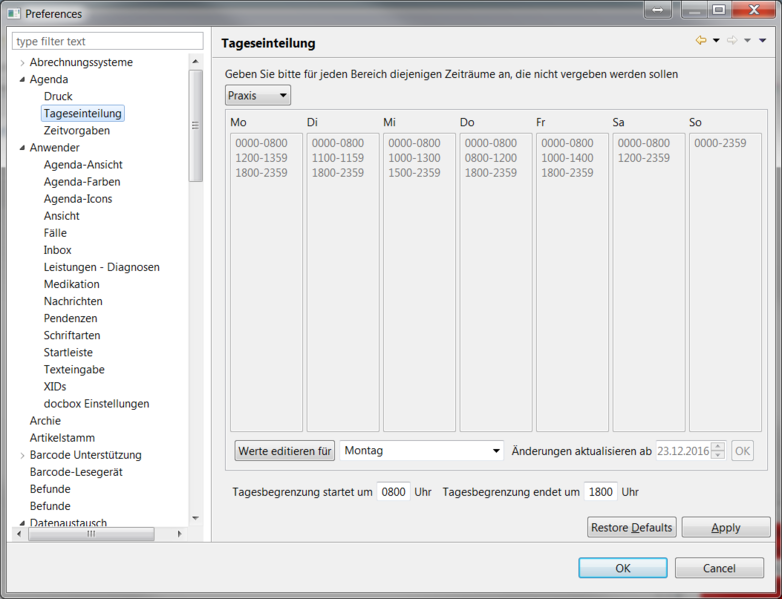 Preferences
type filter text
Abrechnungssysteme
Agenda
Druck
Tageseinteilung
Zeitvorgaben
Anwender
Agenda-Ansicht
Agenda-Farben
Agenda-Icons
Ansicht
Fälle
Inbox
Leistungen - Diagnosen
Medikation
Nachrichten
Pendenzen
Schriftarten
Startleiste
Texteingabe
XIDs
docbox Einstellungen
Archie
Artikelstamm
Barcode Unterstützung
Barcode-Lesegerät
Befunde
Befunde
Datenaustausch
Tageseinteilung
Geben Sie bitte für jeden Bereich diejenigen Zeiträume an, die nicht vergeben werden sollen
Praxis
Mo Di Mi Do Fr Sa So
0000-0800 0000-0800 0000-0800 0000-0800 0000-0800 0000-0800 0000-2359
1200-1359 1100-1159 1000-1300 0800-1200 1000-1400 1200-2359
1800-2359 1800-2359 1500-2359 1800-2359 1800-2359
Werte editieren für Montag Änderungen aktualisieren ab 23.12.2016 OK
Tagesbegrenzung startet um 0800 Uhr Tagesbegrenzung endet um 1800 Uhr
Restore Defaults Apply
OK Cancel